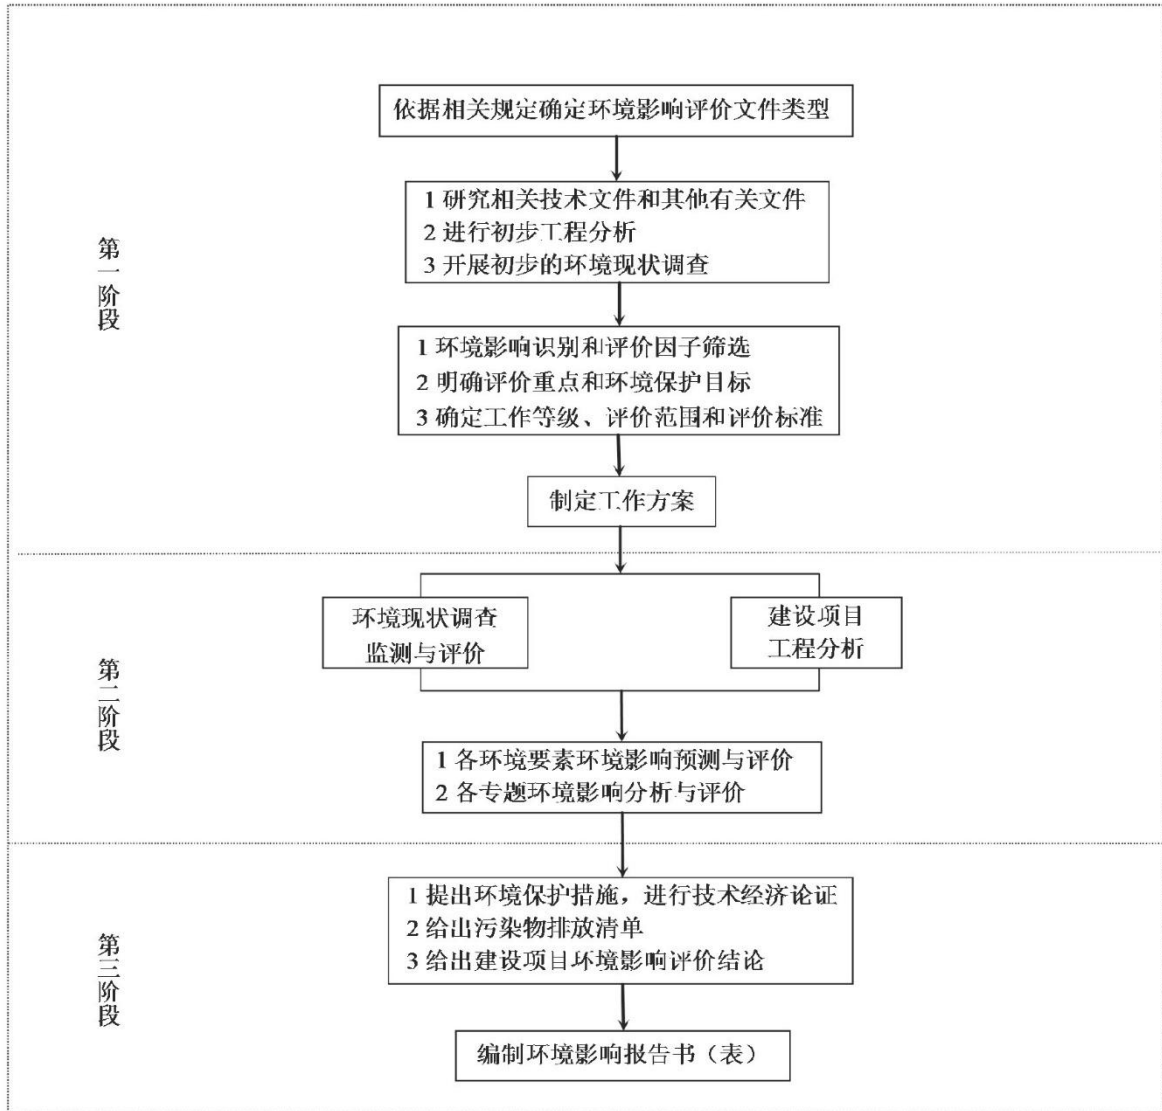 依据相关规定确定环境影响评价文件类型
第一阶段
1 研究相关技术文件和其他有关文件
2 进行初步工程分析
3 开展初步的环境现状调查
1 环境影响识别和评价因子筛选
2 明确评价重点和环境保护目标
3 确定工作等级、评价范围和评价标准
制定工作方案
第二阶段
环境现状调查
监测与评价
建设项目
工程分析
1 各环境要素环境影响预测与评价
2 各专题环境影响分析与评价
第三阶段
1 提出环境保护措施，进行技术经济论证
2 给出污染物排放清单
3 给出建设项目环境影响评价结论
编制环境影响报告书（表）